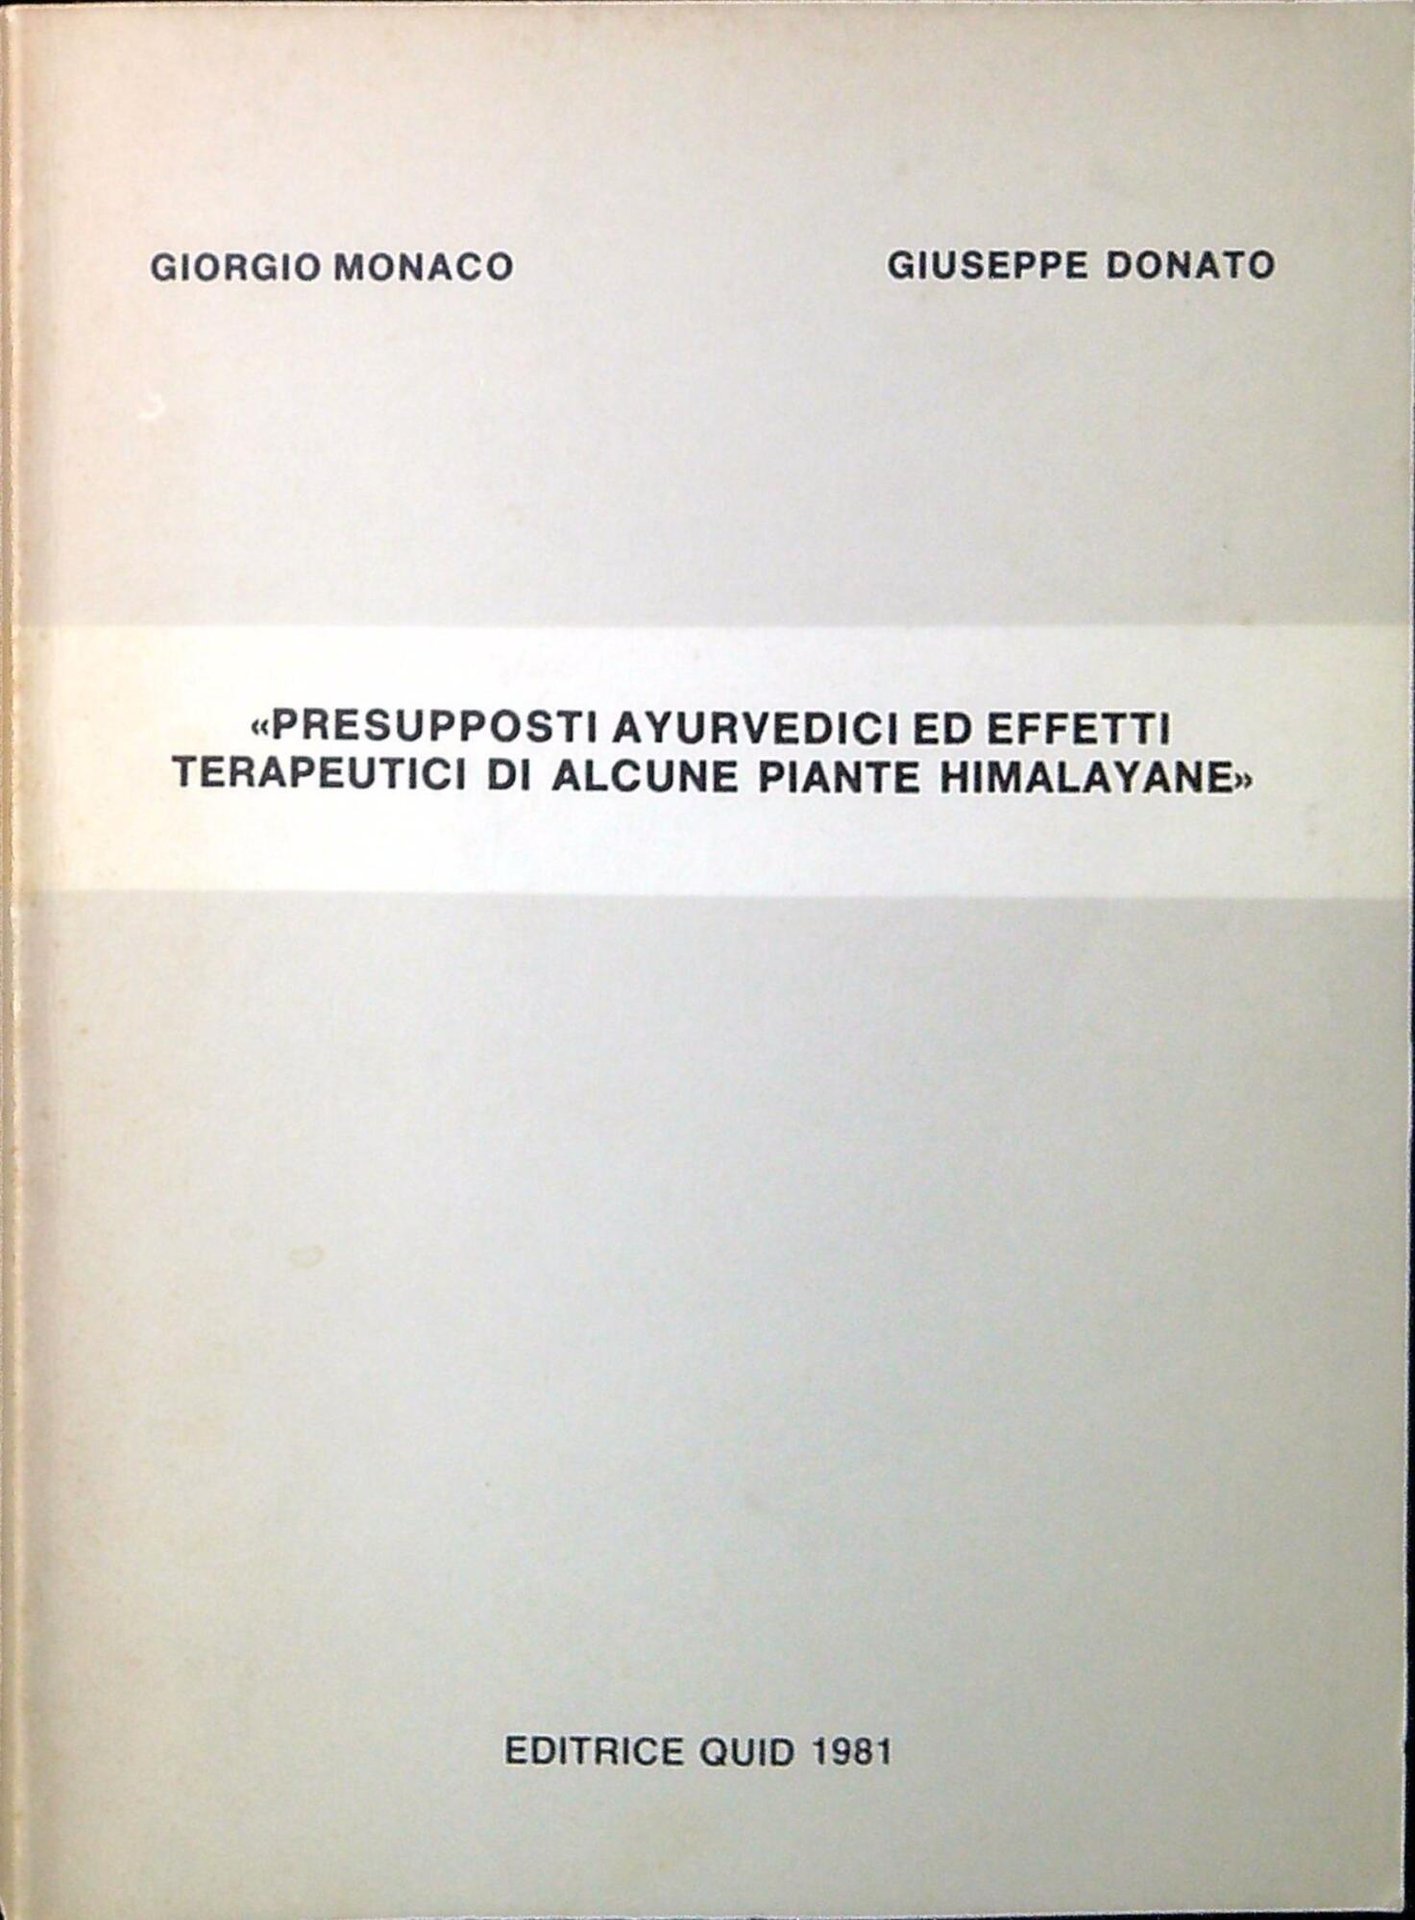 GIORGIO MONACO
GIUSEPPE DONATO
«PRESUPPOSTI AYURVEDICI ED EFFETTI
TERAPEUTICI DI ALCUNE PIANTE HIMALAYANE»
EDITRICE QUID 1981